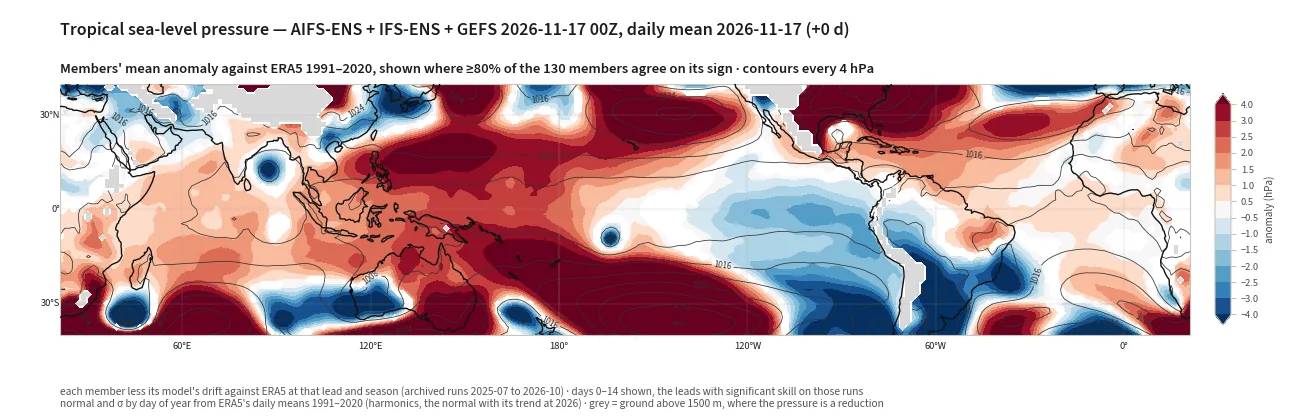 Tropical sea-level pressure — AIFS-ENS + IFS-ENS + GEFS 2026-11-17 00Z, daily mean 2026-11-17 (+0 d)
Members' mean anomaly against ERA5 1991–2020, shown where ≥80% of the 130 members agree on its sign · contours every 4 hPa
30°N
0°
30°S
60°E
120°E
180°
120°W
60°W
0°
1016
1016
1016
1024
1016
1016
1016
1008
1016
1016
1016
4.0
3.0
2.5
2.0
1.5
1.0
0.5
−0.5
−1.0
−1.5
−2.0
−2.5
−3.0
−4.0
anomaly (hPa)
each member less its model's drift against ERA5 at that lead and season (archived runs 2025-07 to 2026-10) · days 0–14 shown, the leads with significant skill on those runs
normal and σ by day of year from ERA5's daily means 1991–2020 (harmonics, the normal with its trend at 2026) · grey = ground above 1500 m, where the pressure is a reduction